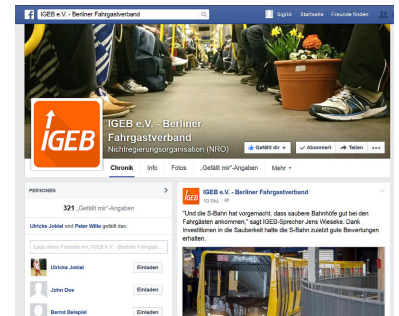 IGEB e.V. - Berliner Fahrgastverband
Sigrid Startseite Freunde finden
IGEB
IGEB e.V. - Berliner
Fahrgastverband
Nichtregierungsorganisation (NRO)
Gefällt dir
Abonniert
Teilen
Chronik Info Fotos „Gefällt mir"-Angaben Mehr
PERSONEN
321 „Gefällt mir"-Angaben
Ulricke Jokiel und Peter Wille gefällt das.
Lade deine Freunde ein, IGEB e.V. - Berliner Fahrgast...
Ulricke Jokiel Einladen
John Doe Einladen
Bernd Beispiel Einladen
IGEB
IGEB e.V. - Berliner Fahrgastverband
10 Std.
"Und die S-Bahn hat vorgemacht, dass saubere Bahnhöfe gut bei den
Fahrgästen ankommen," sagt IGEB-Sprecher Jens Wieseke. Dank
Investitionen in die Sauberkeit hatte die S-Bahn zuletzt gute Bewertungen
erhalten.